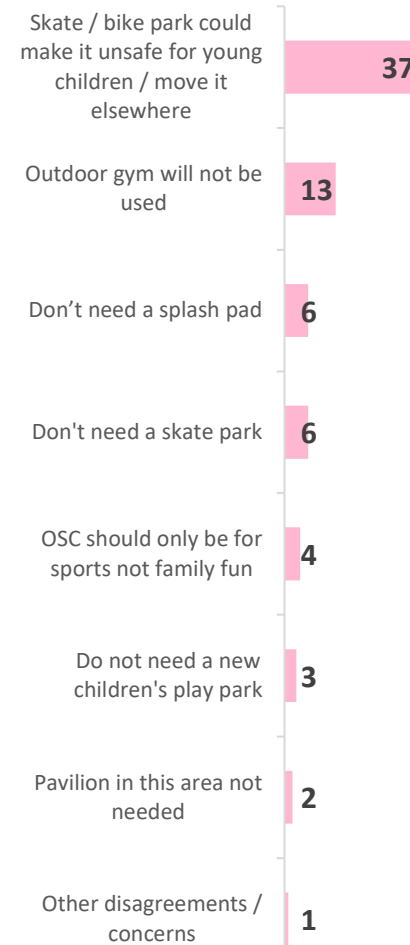 Skate / bike park could
make it unsafe for young
children / move it
elsewhere
37
Outdoor gym will not be
used
13
Don’t need a splash pad
6
Don't need a skate park
6
OSC should only be for
sports not family fun
4
Do not need a new
children's play park
3
Pavilion in this area not
needed
2
Other disagreements /
concerns
1